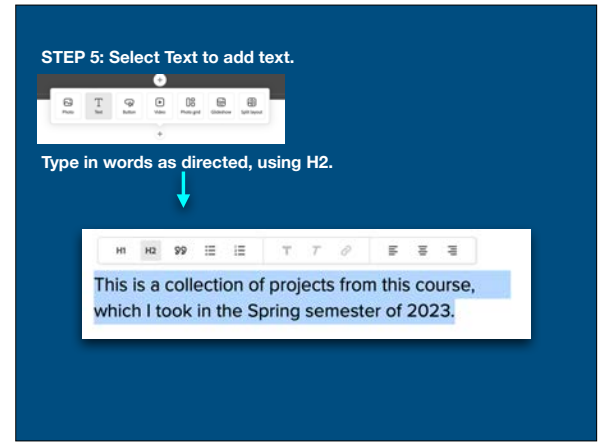 STEP 5: Select Text to add text.
Photo Text Button Video Photo grid Glideshow Split layout
Type in words as directed, using H2.
H1 H2
This is a collection of projects from this course,
which I took in the Spring semester of 2023.